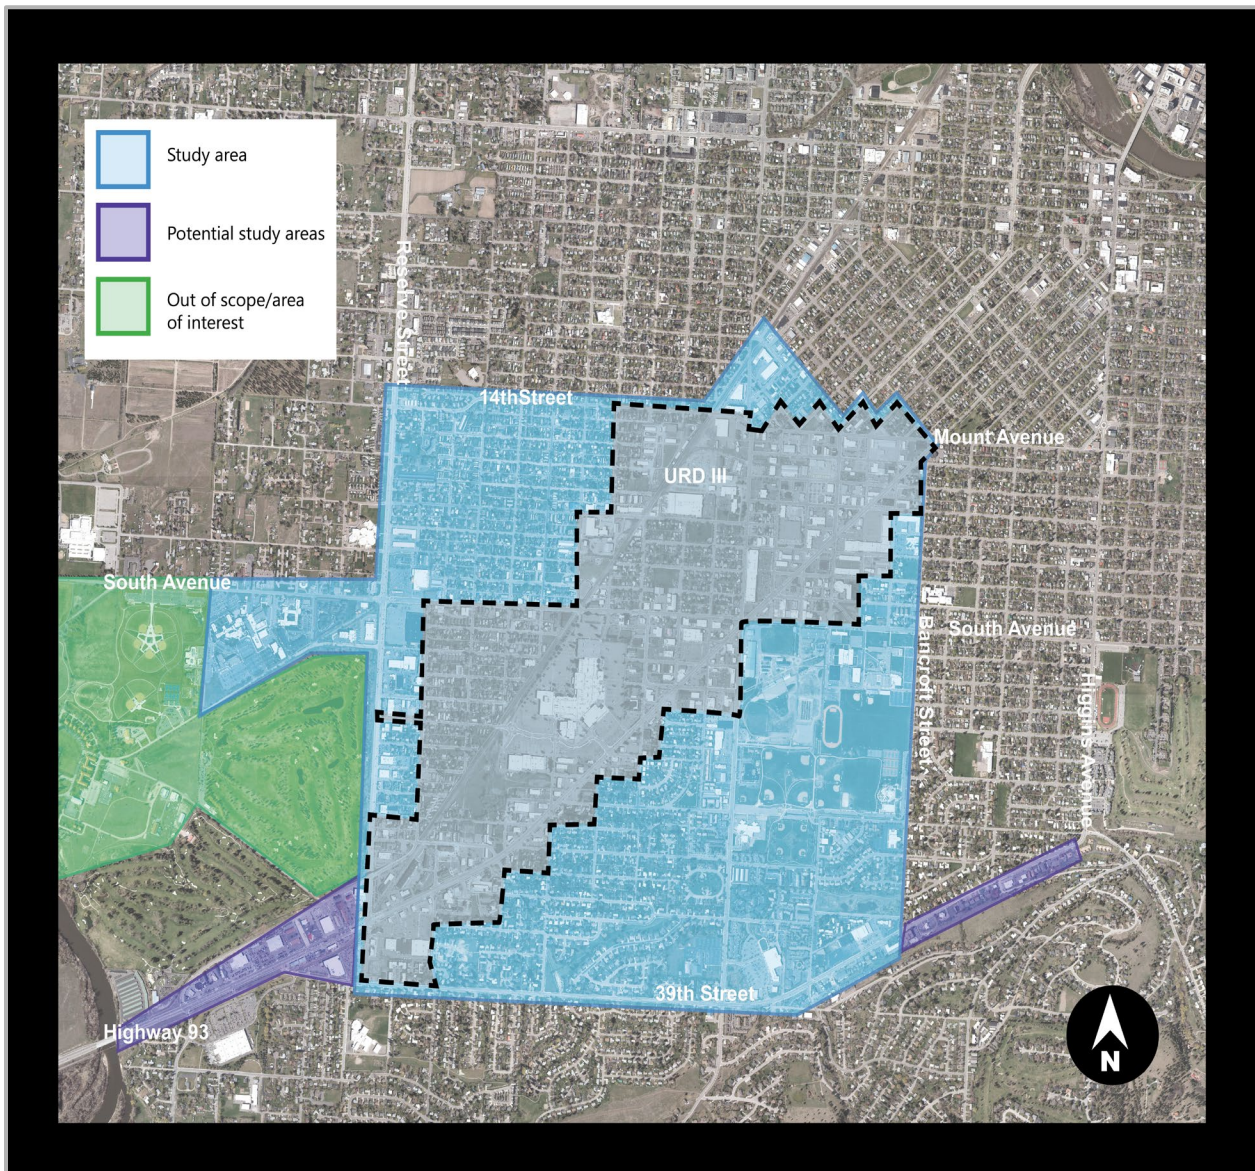 Study area
Potential study areas
Out of scope/area
of interest
Reserve Street
14thStreet
Mount Avenue
URD III
South Avenue
South Avenue
Bancroft Street
Higgins Avenue
39th Street
Highway 93
N